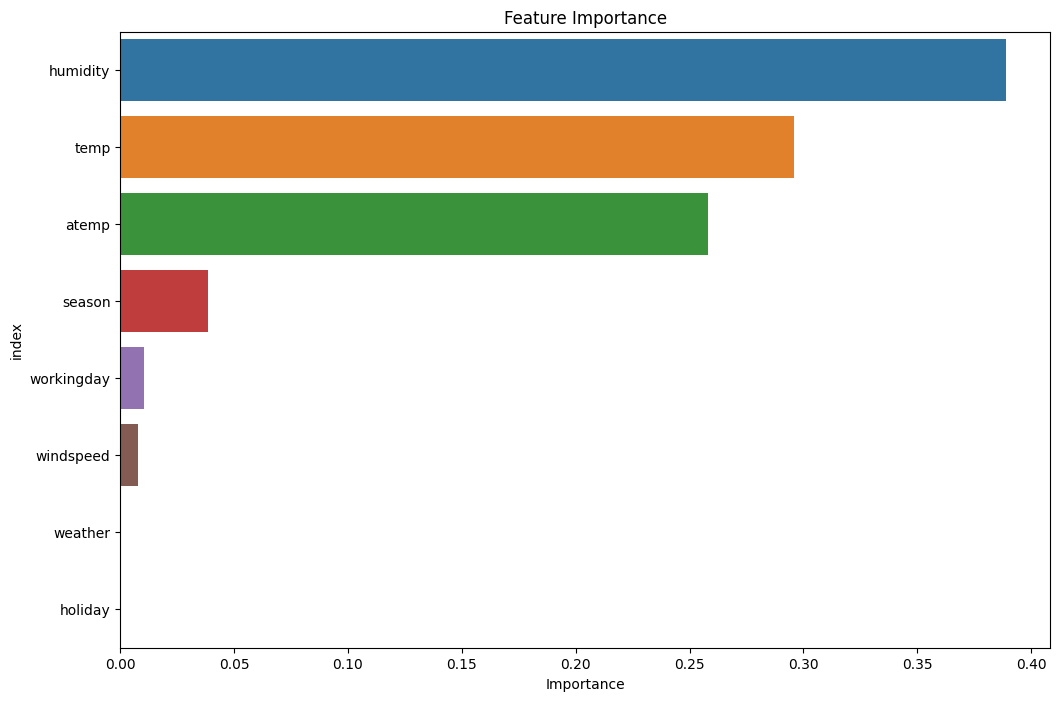 Feature Importance
humidity
temp
atemp
season
workingday
windspeed
weather
holiday
index
0.00 0.05 0.10 0.15 0.20 0.25 0.30 0.35 0.40
Importance